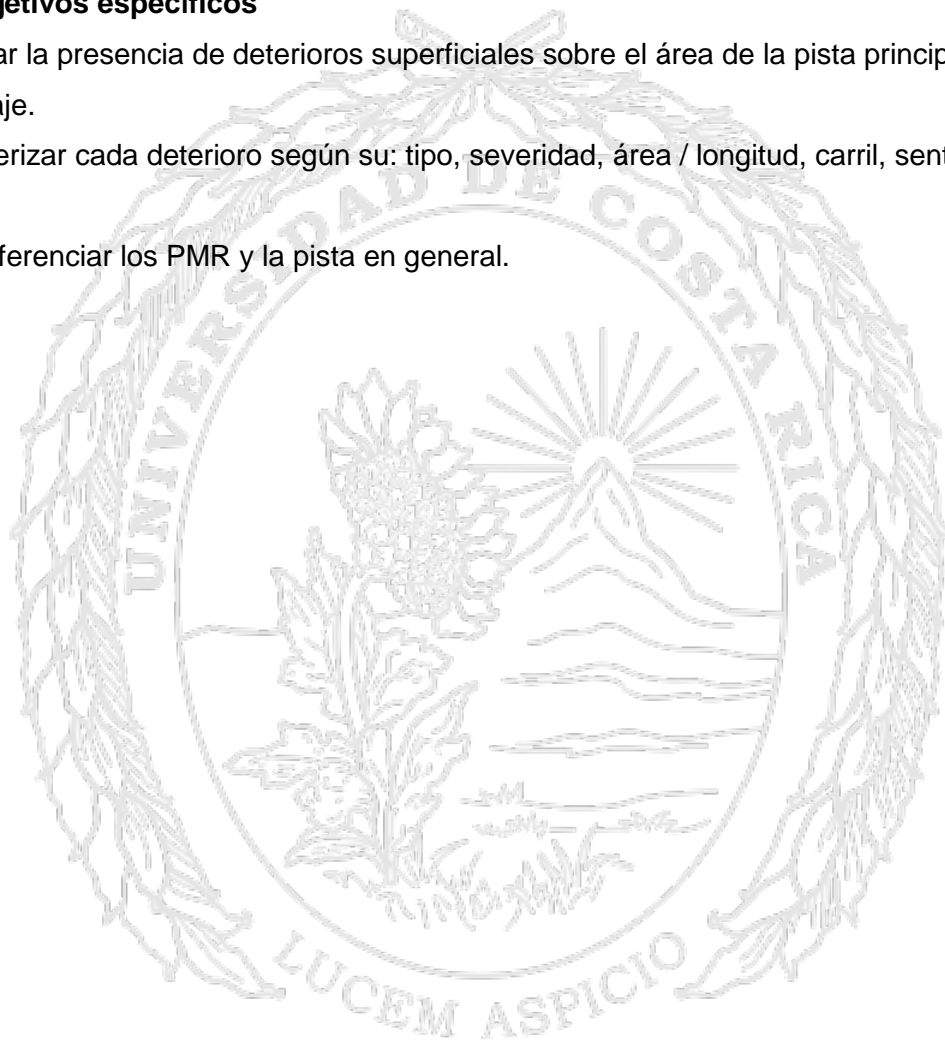 jetivos específicos
ar la presencia de deterioros superficiales sobre el área de la pista princip
aje.
erizar cada deterioro según su: tipo, severidad, área / longitud, carril, sent
ferenciar los PMR y la pista en general.
UNIVERSIDAD DE COSTA RICA
LUCEM ASPICIO